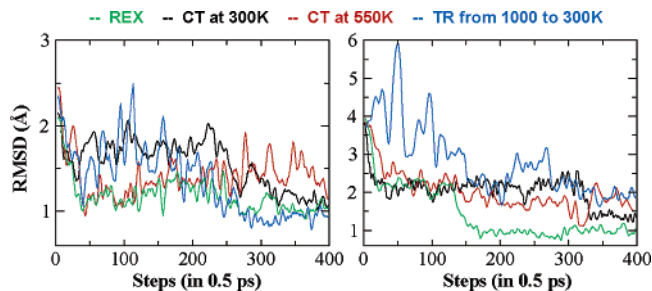 -- REX -- CT at 300K -- CT at 550K -- TR from 1000 to 300K
RMSD (Å)
3
2
1
0 100 200 300 400
Steps (in 0.5 ps)
6
5
4
3
2
1
0 100 200 300 400
Steps (in 0.5 ps)